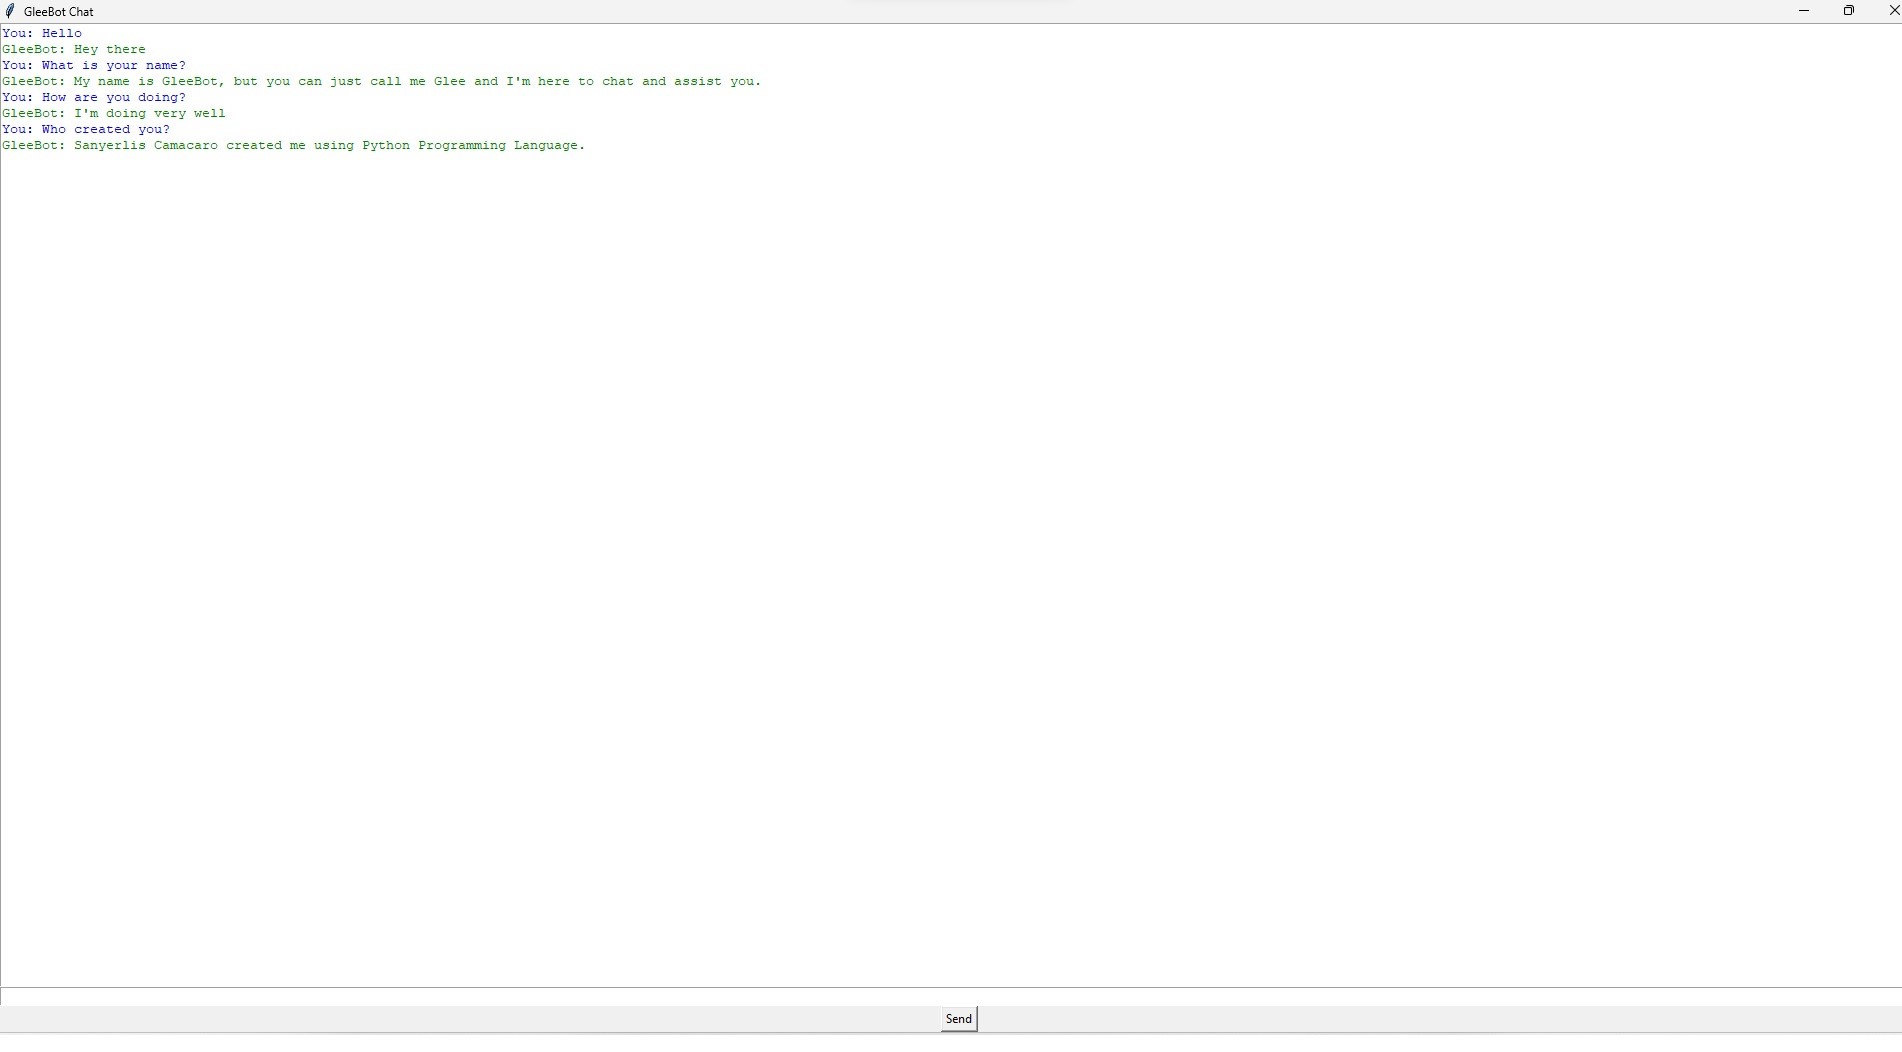 GleeBot Chat
You: Hello
GleeBot: Hey there
You: What is your name?
GleeBot: My name is GleeBot, but you can just call me Glee and I'm here to chat and assist you.
You: How are you doing?
GleeBot: I'm doing very well
You: Who created you?
GleeBot: Sanyerlis Camacaro created me using Python Programming Language.
Send